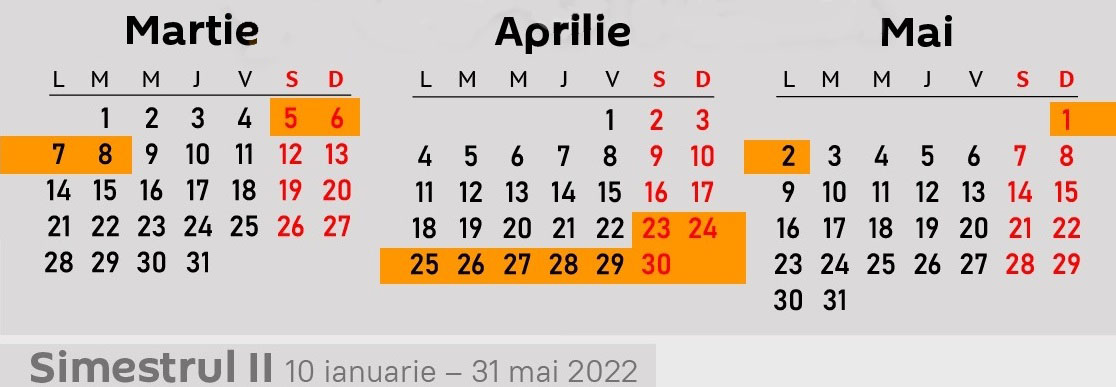 Martie
L M M J V S D
1 2 3 4 5 6
7 8 9 10 11 12 13
14 15 16 17 18 19 20
21 22 23 24 25 26 27
28 29 30 31
Aprilie
L M M J V S D
1 2 3
4 5 6 7 8 9 10
11 12 13 14 15 16 17
18 19 20 21 22 23 24
25 26 27 28 29 30
Mai
L M M J V S D
1
2 3 4 5 6 7 8
9 10 11 12 13 14 15
16 17 18 19 20 21 22
23 24 25 26 27 28 29
30 31
Simestrul II 10 ianuarie – 31 mai 2022